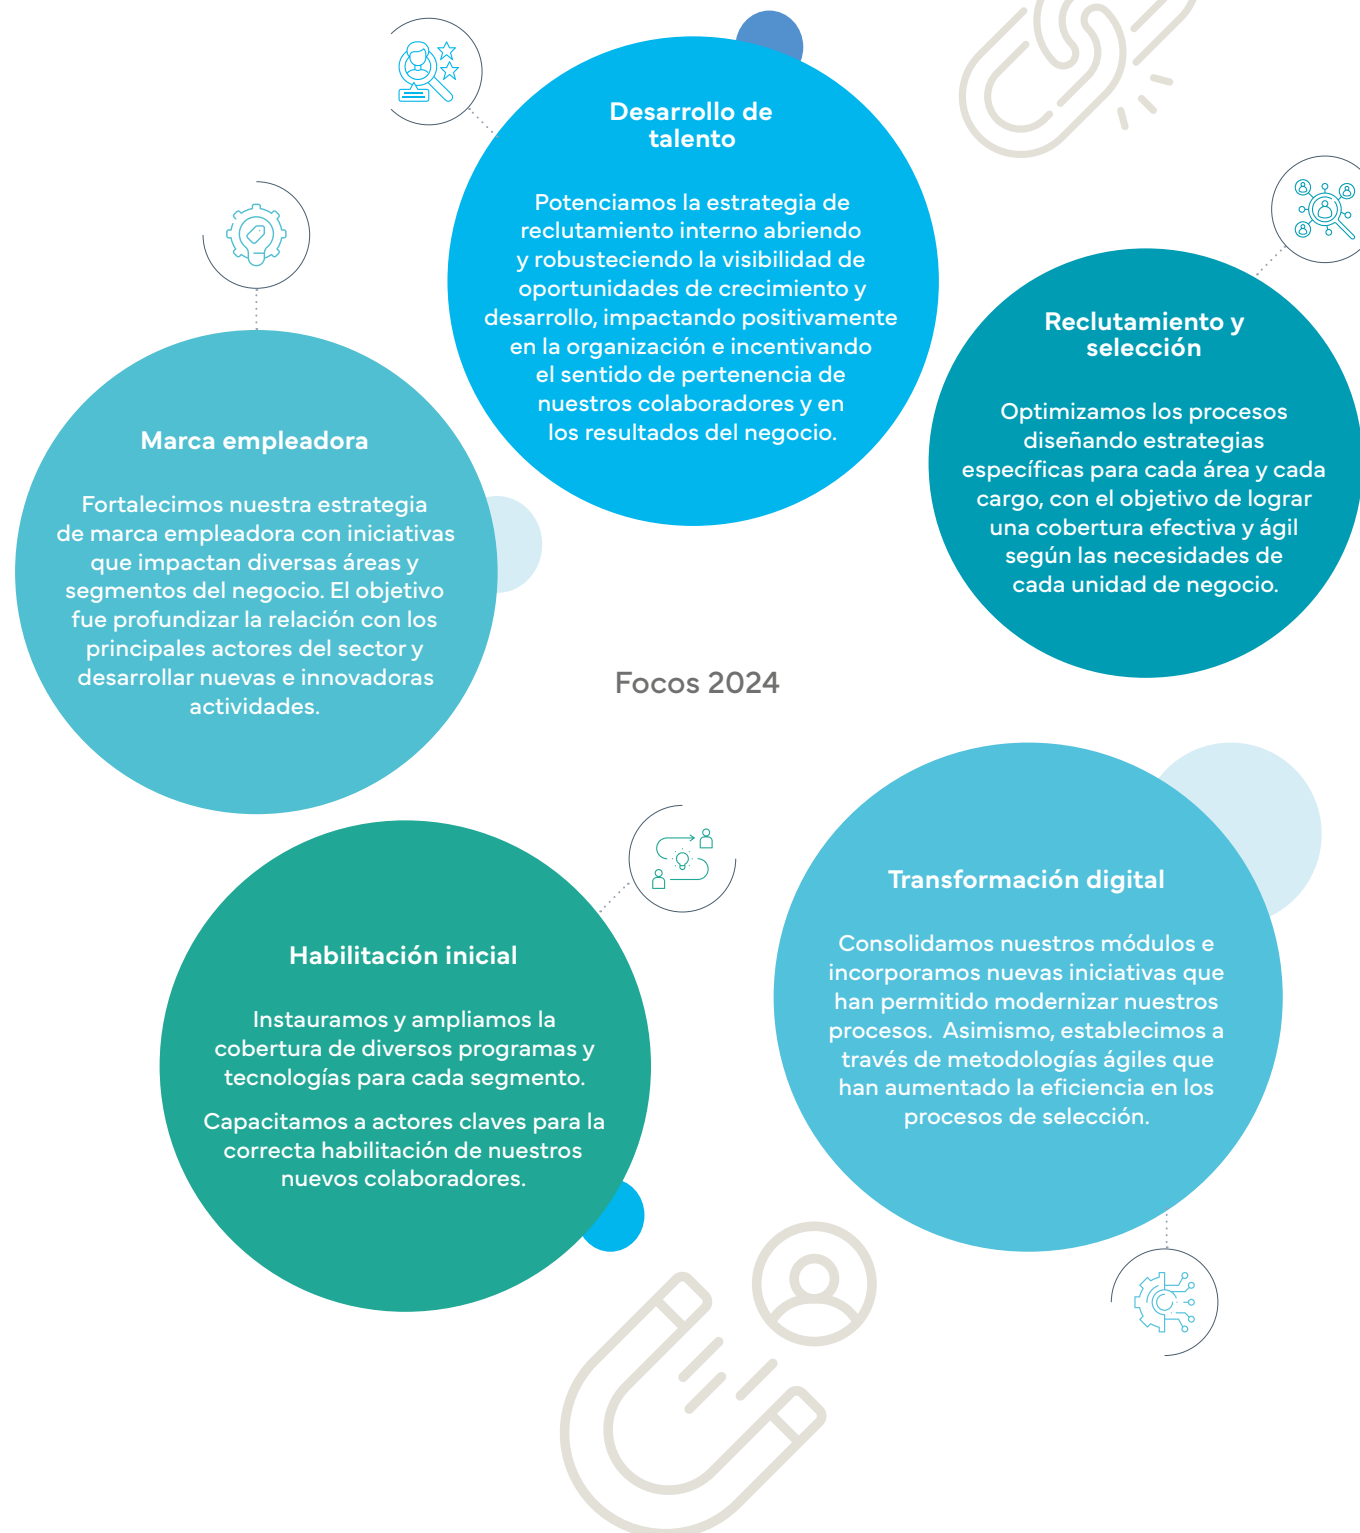 Desarrollo de
talento
Potenciamos la estrategia de
reclutamiento interno abriendo
y robusteciendo la visibilidad de
oportunidades de crecimiento y
desarrollo, impactando positivamente
en la organización e incentivando
el sentido de pertenencia de
nuestros colaboradores y en
los resultados del negocio.
Reclutamiento y
selección
Optimizamos los procesos
diseñando estrategias
específicas para cada área y cada
cargo, con el objetivo de lograr
una cobertura efectiva y ágil
según las necesidades de
cada unidad de negocio.
Marca empleadora
Fortalecimos nuestra estrategia
de marca empleadora con iniciativas
que impactan diversas áreas y
segmentos del negocio. El objetivo
fue profundizar la relación con los
principales actores del sector y
desarrollar nuevas e innovadoras
actividades.
Focos 2024
Transformación digital
Consolidamos nuestros módulos e
incorporamos nuevas iniciativas que
han permitido modernizar nuestros
procesos.  Asimismo, establecimos a
través de metodologías ágiles que
han aumentado la eficiencia en los
procesos de selección.
Habilitación inicial
Instauramos y ampliamos la
cobertura de diversos programas y
tecnologías para cada segmento.
Capacitamos a actores claves para la
correcta habilitación de nuestros
nuevos colaboradores.